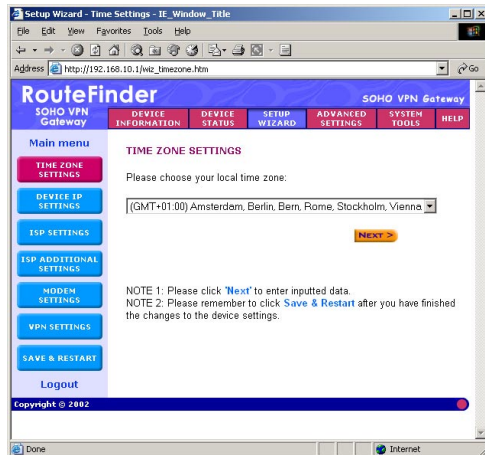 Setup Wizard - Time Settings - IE_Window_Title
File Edit View Favorites Tools Help
Address http://192.168.10.1/wiz_timezone.htm Go
RouteFinder
SOHO VPN Gateway
SOHO VPN
Gateway
DEVICE INFORMATION
DEVICE STATUS
SETUP WIZARD
ADVANCED SETTINGS
SYSTEM TOOLS
HELP
Main menu
TIME ZONE
SETTINGS
DEVICE IP
SETTINGS
ISP SETTINGS
ISP ADDITIONAL
SETTINGS
MODEM
SETTINGS
VPN SETTINGS
SAVE & RESTART
Logout
TIME ZONE SETTINGS
Please choose your local time zone:
(GMT+01:00) Amsterdam, Berlin, Bern, Rome, Stockholm, Vienna
NEXT >
NOTE 1: Please click 'Next' to enter inputted data.
NOTE 2: Please remember to click Save & Restart after you have finished
the changes to the device settings.
Copyright © 2002
Done
Internet